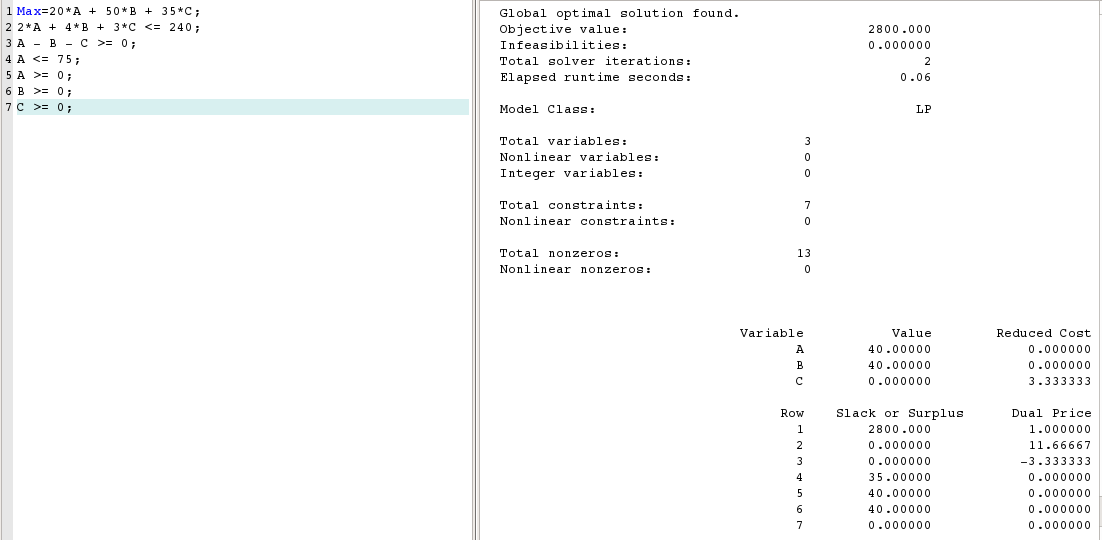 1 Max=20*A + 50*B + 35*C;
2 2*A + 4*B + 3*C <= 240;
3 A - B - C >= 0;
4 A <= 75;
5 A >= 0;
6 B >= 0;
7 C >= 0;
Global optimal solution found.
Objective value: 2800.000
Infeasibilities: 0.000000
Total solver iterations: 2
Elapsed runtime seconds: 0.06
Model Class: LP
Total variables: 3
Nonlinear variables: 0
Integer variables: 0
Total constraints: 7
Nonlinear constraints: 0
Total nonzeros: 13
Nonlinear nonzeros: 0
Variable Value Reduced Cost
A 40.00000 0.000000
B 40.00000 0.000000
C 0.000000 3.333333
Row Slack or Surplus Dual Price
1 2800.000 1.000000
2 0.000000 11.66667
3 0.000000 -3.333333
4 35.00000 0.000000
5 40.00000 0.000000
6 40.00000 0.000000
7 0.000000 0.000000